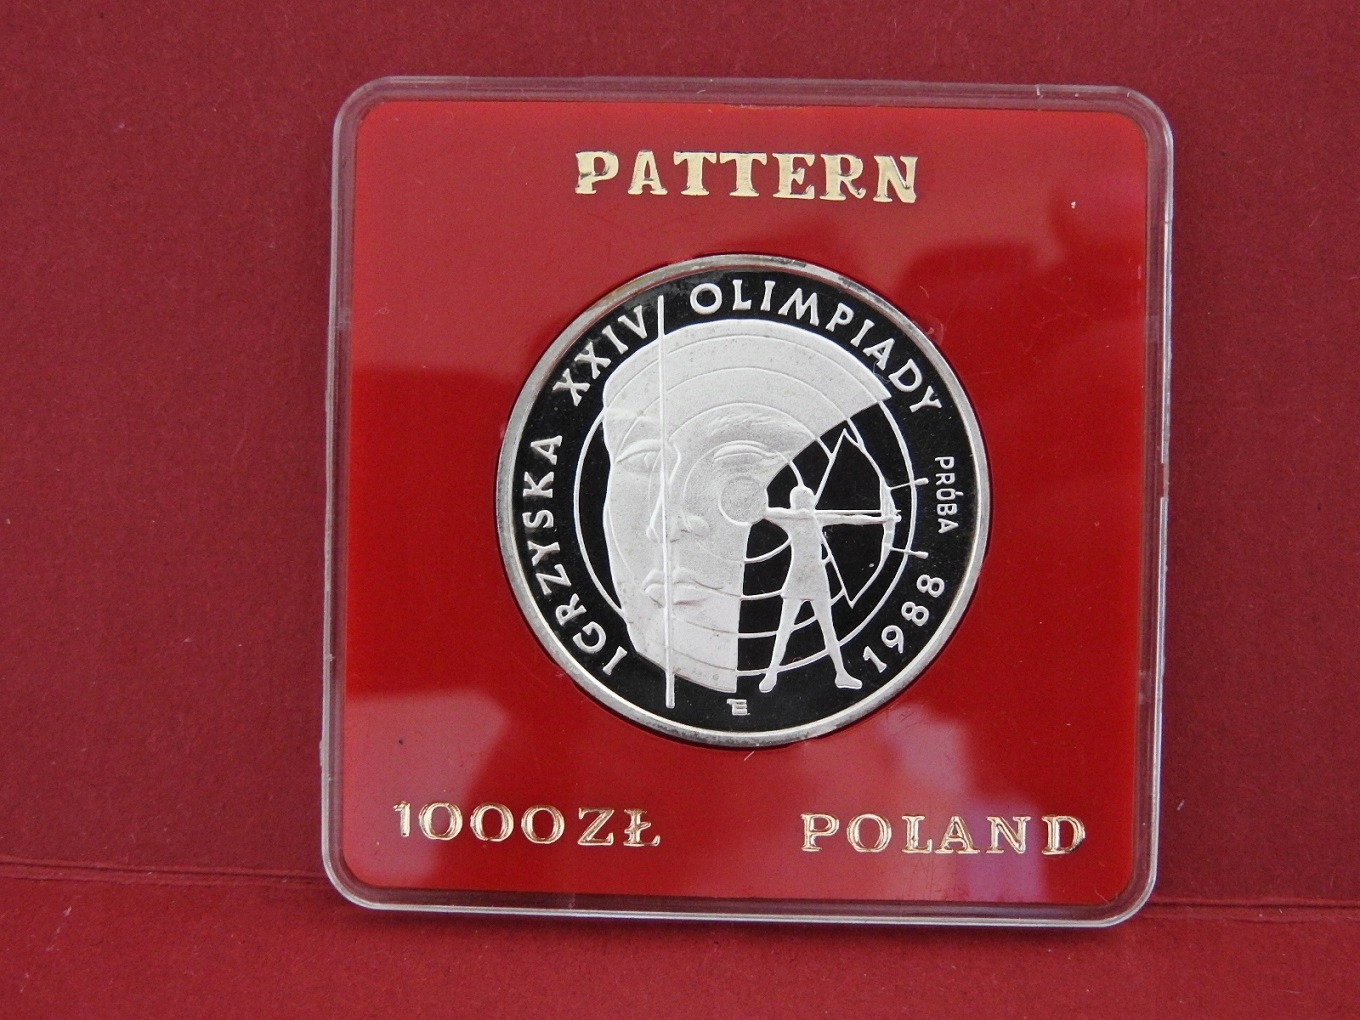 PATTERN
IGRZYSKA XXIV OLIMPIADY 1988
PRÓBA
1000 ZŁ POLAND